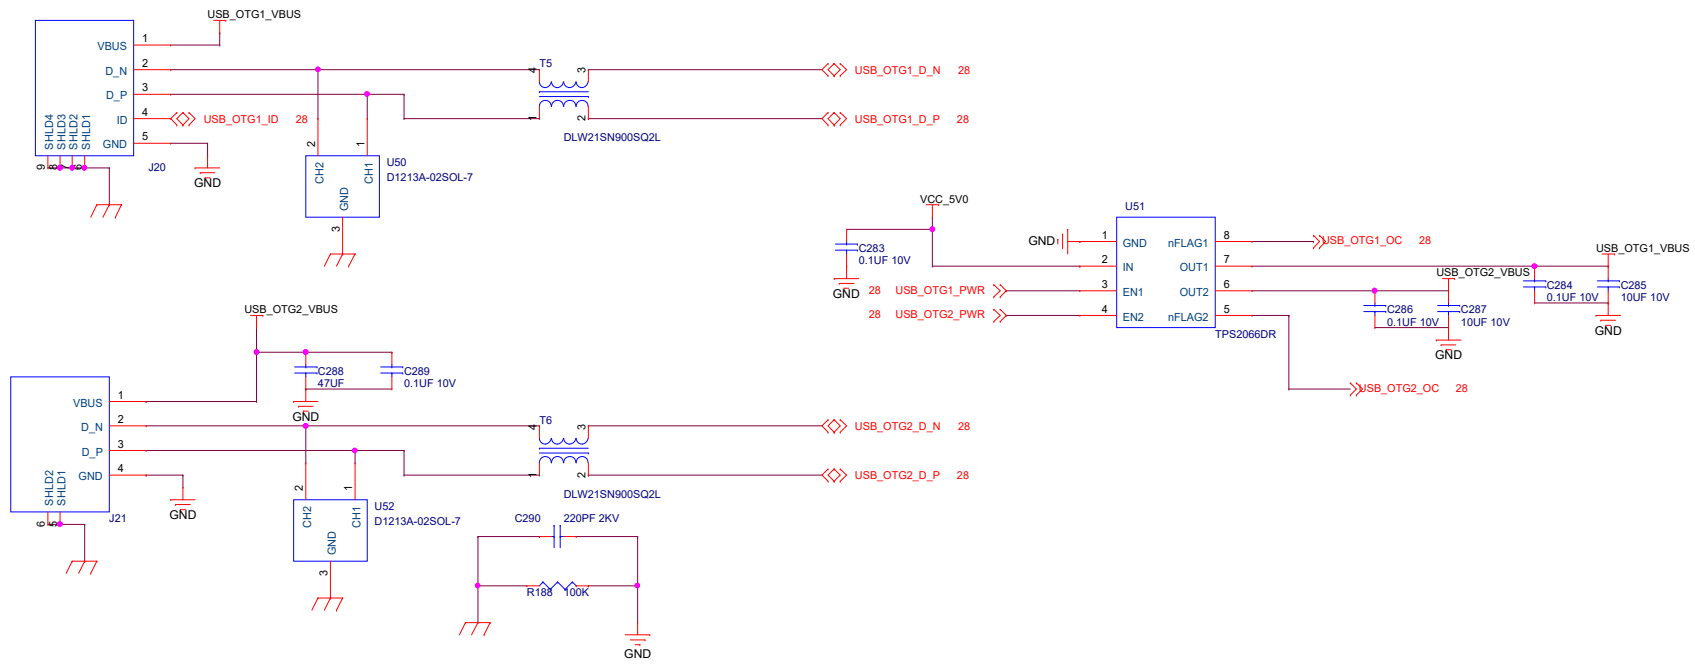 USB_OTG1_VBUS
VBUS 1
D_N 2
D_P 3
ID 4
GND 5
SHLD4
SHLD3
SHLD2
SHLD1
9
8
7
6
J20
USB_OTG1_ID 28
GND
2
1
CH2
CH1
GND
3
U50
D1213A-02SOL-7
T5
4
3
1
2
DLW21SN900SQ2L
USB_OTG1_D_N 28
USB_OTG1_D_P 28
VCC_5V0
C283
0.1UF 10V
GND
28 USB_OTG1_PWR
28 USB_OTG2_PWR
GND
U51
1 GND nFLAG1 8
2 IN OUT1 7
3 EN1 OUT2 6
4 EN2 nFLAG2 5
TPS2066DR
USB_OTG1_OC 28
USB_OTG1_VBUS
USB_OTG2_VBUS
C284
0.1UF 10V
C285
10UF 10V
GND
C286
0.1UF 10V
C287
10UF 10V
GND
USB_OTG2_OC 28
USB_OTG2_VBUS
C288
47UF
C289
0.1UF 10V
GND
VBUS 1
D_N 2
D_P 3
GND 4
SHLD2
SHLD1
6
5
J21
GND
2
1
CH2
CH1
GND
3
U52
D1213A-02SOL-7
T6
4
3
1
2
DLW21SN900SQ2L
USB_OTG2_D_N 28
USB_OTG2_D_P 28
C290 220PF 2KV
R188 100K
GND